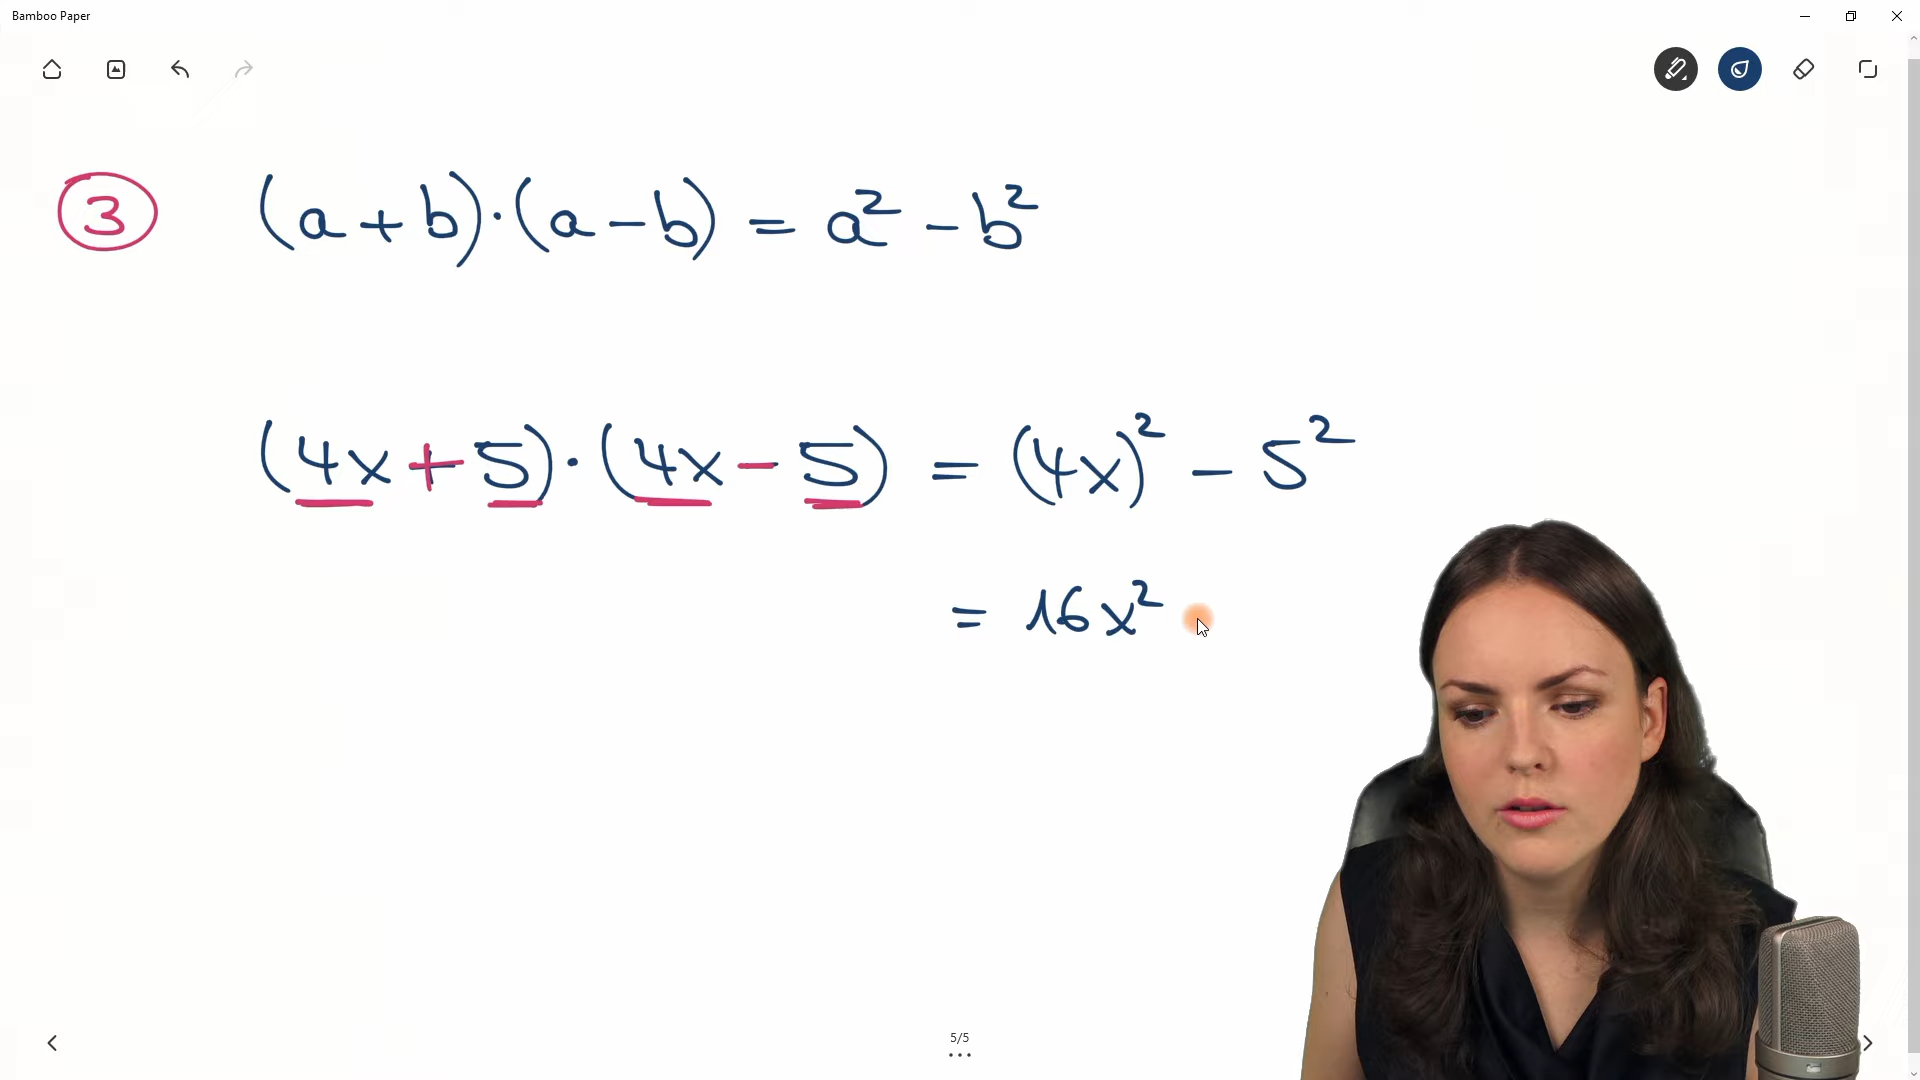 Bamboo Paper
3 (a + b) · (a − b) = a² − b²
(4x + 5) · (4x − 5) = (4x)² − 5²
= 16x²
5/5